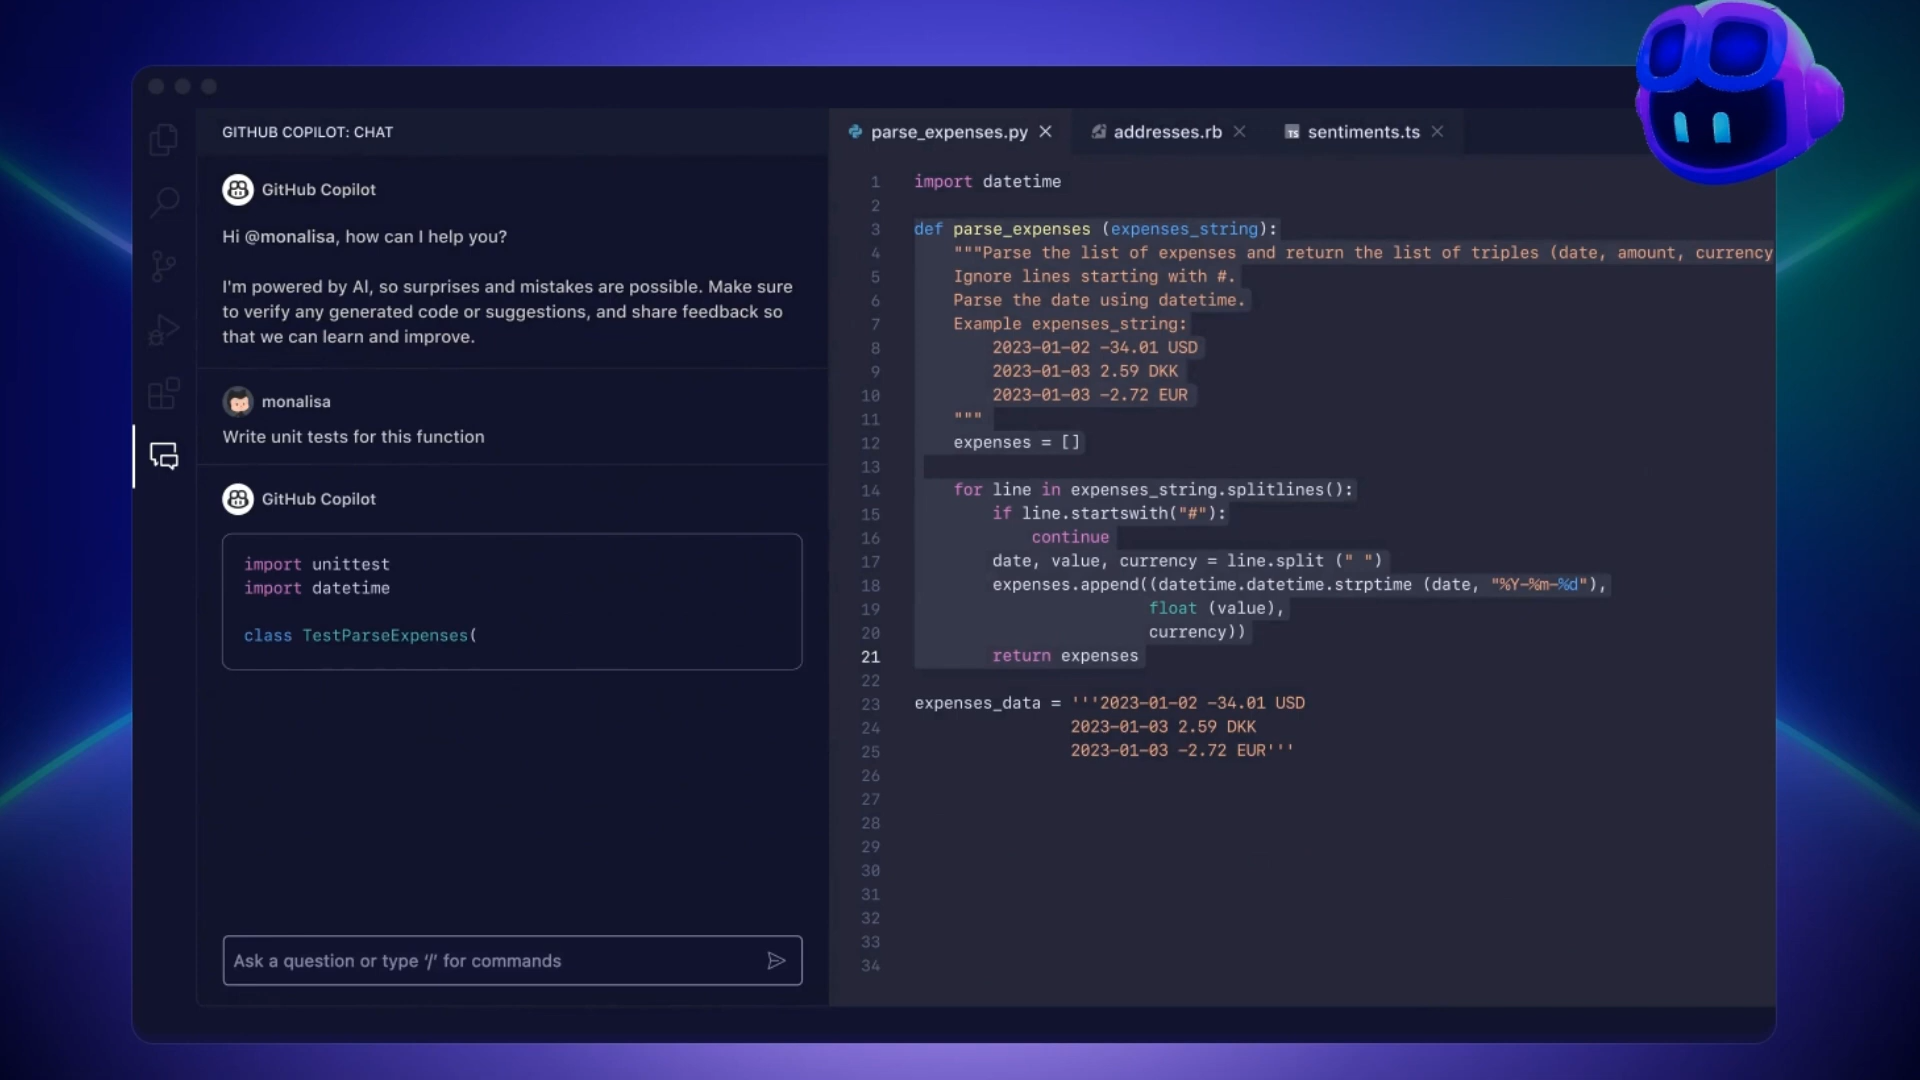 GITHUB COPILOT: CHAT
GitHub Copilot
Hi @monalisa, how can I help you?
I'm powered by AI, so surprises and mistakes are possible. Make sure
to verify any generated code or suggestions, and share feedback so
that we can learn and improve.
monalisa
Write unit tests for this function
GitHub Copilot
import unittest
import datetime
class TestParseExpenses(
Ask a question or type ‘/’ for commands
parse_expenses.py
addresses.rb
TS sentiments.ts
1 import datetime
2
3 def parse_expenses (expenses_string):
4 """Parse the list of expenses and return the list of triples (date, amount, currency
5 Ignore lines starting with #.
6 Parse the date using datetime.
7 Example expenses_string:
8 2023-01-02 -34.01 USD
9 2023-01-03 2.59 DKK
10 2023-01-03 -2.72 EUR
11 """
12 expenses = []
13
14 for line in expenses_string.splitlines():
15 if line.startswith("#"):
16 continue
17 date, value, currency = line.split (" ")
18 expenses.append((datetime.datetime.strptime (date, "%Y-%m-%d"),
19 float (value),
20 currency))
21 return expenses
22
23 expenses_data = '''2023-01-02 -34.01 USD
24 2023-01-03 2.59 DKK
25 2023-01-03 -2.72 EUR'''
26
27
28
29
30
31
32
33
34